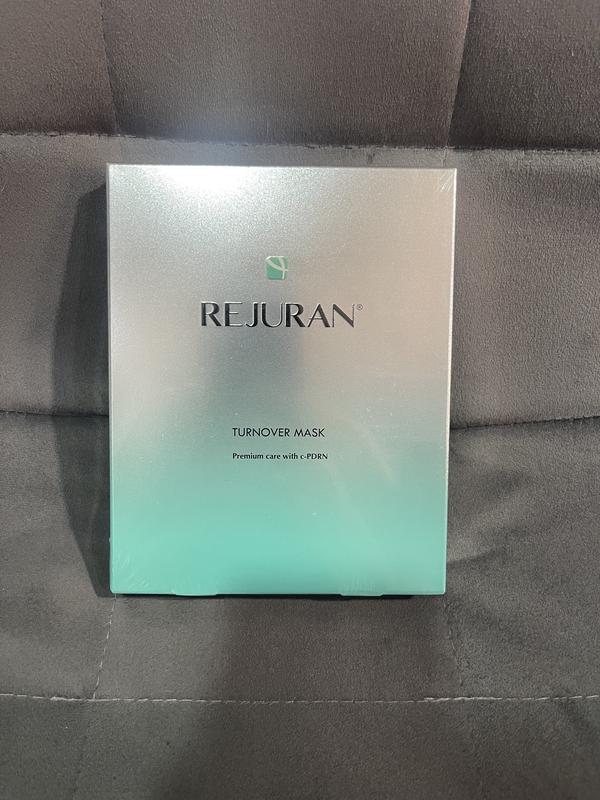 REJURAN®
TURNOVER MASK
Premium care with c-PDRN